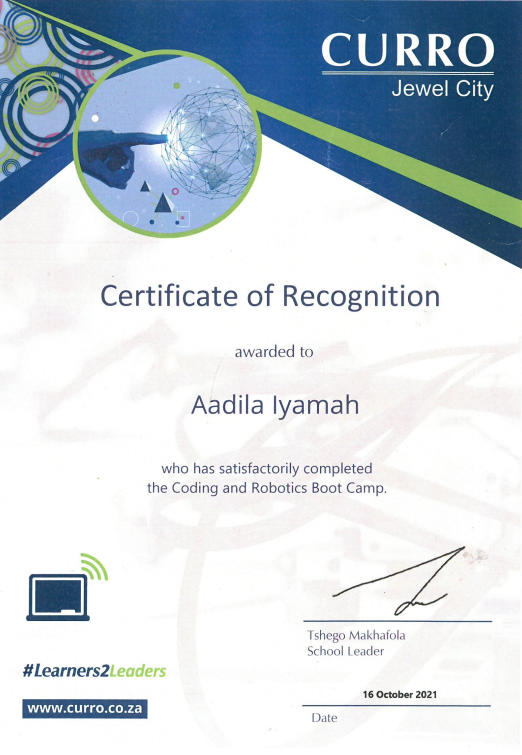 CURRO
Jewel City
Certificate of Recognition
awarded to
Aadila Iyamah
who has satisfactorily completed
the Coding and Robotics Boot Camp.
Tshego Makhafola
School Leader
#Learners2Leaders
16 October 2021
www.curro.co.za
Date